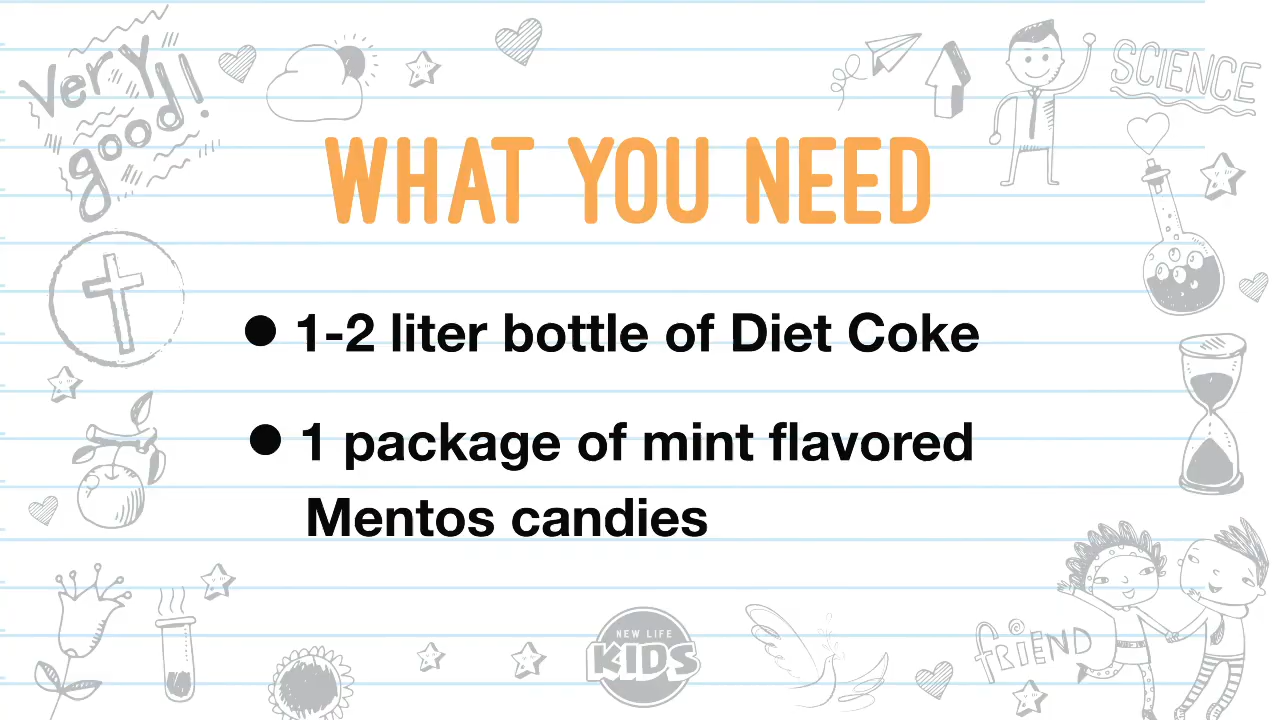 Very
good!!
SCIENCE
WHAT YOU NEED
● 1-2 liter bottle of Diet Coke
● 1 package of mint flavored
Mentos candies
NEW LIFE
KIDS
FRiEND